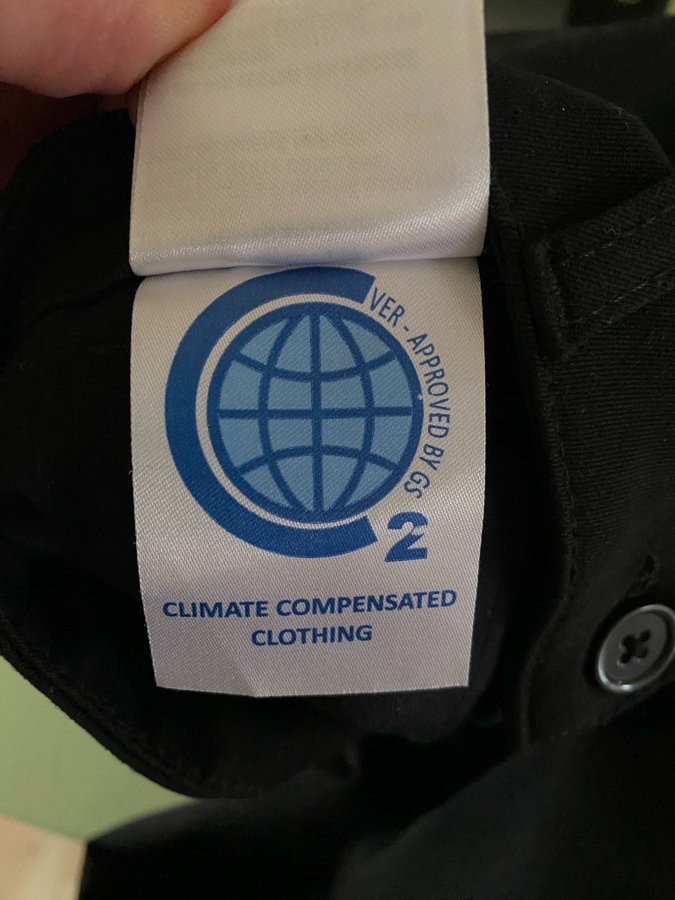 VER - APPROVED BY GS
2
CLIMATE COMPENSATED
CLOTHING